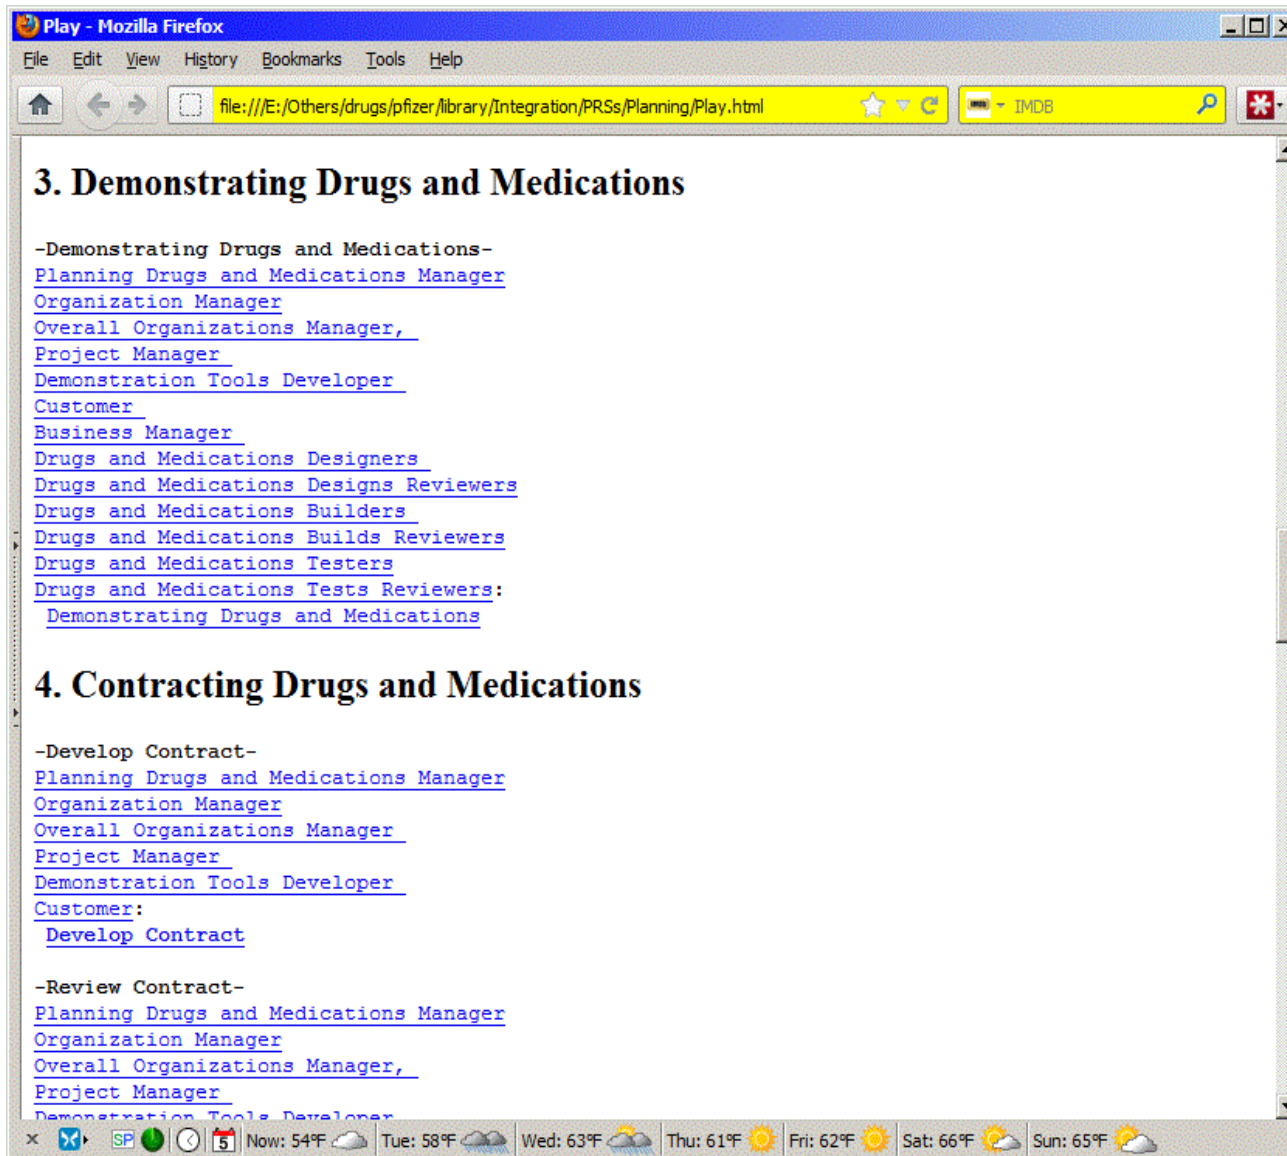 Play - Mozilla Firefox
File Edit View History Bookmarks Tools Help
file:///E:/Others/drugs/pfizer/library/Integration/PRSs/Planning/Play.html IMDB
3. Demonstrating Drugs and Medications
-Demonstrating Drugs and Medications-
Planning Drugs and Medications Manager
Organization Manager
Overall Organizations Manager,
Project Manager
Demonstration Tools Developer
Customer
Business Manager
Drugs and Medications Designers
Drugs and Medications Designs Reviewers
Drugs and Medications Builders
Drugs and Medications Builds Reviewers
Drugs and Medications Testers
Drugs and Medications Tests Reviewers:
Demonstrating Drugs and Medications
4. Contracting Drugs and Medications
-Develop Contract-
Planning Drugs and Medications Manager
Organization Manager
Overall Organizations Manager
Project Manager
Demonstration Tools Developer
Customer:
Develop Contract
-Review Contract-
Planning Drugs and Medications Manager
Organization Manager
Overall Organizations Manager,
Project Manager
Demonstration Tools Developer
SP 5 Now: 54°F Tue: 58°F Wed: 63°F Thu: 61°F Fri: 62°F Sat: 66°F Sun: 65°F